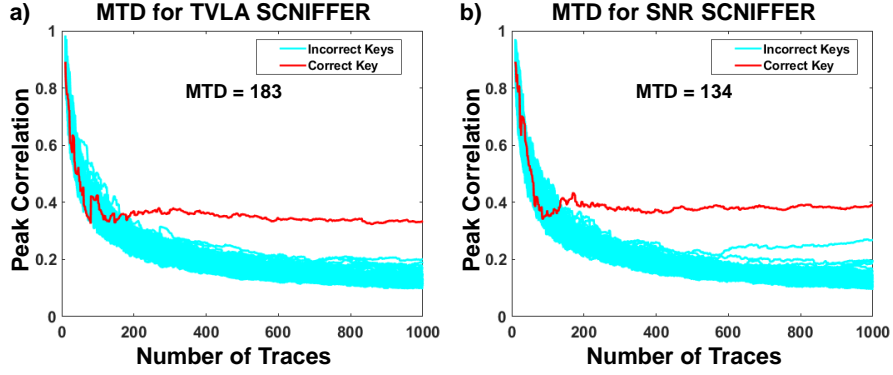 a)
MTD for TVLA SCNIFFER
Incorrect Keys
Correct Key
MTD = 183
Peak Correlation
1
0.8
0.6
0.4
0.2
0
0 200 400 600 800 1000
Number of Traces
b)
MTD for SNR SCNIFFER
Incorrect Keys
Correct Key
MTD = 134
Peak Correlation
1
0.8
0.6
0.4
0.2
0
0 200 400 600 800 1000
Number of Traces